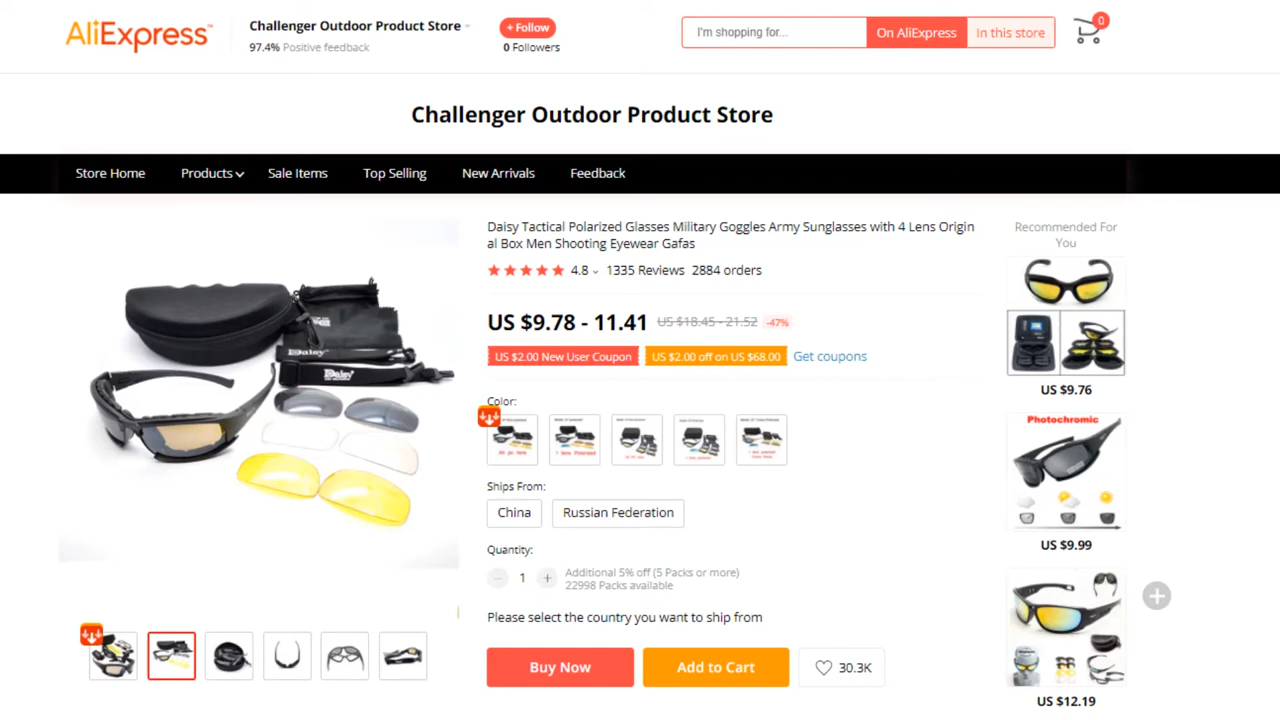 AliExpress™
Challenger Outdoor Product Store
97.4% Positive feedback
+ Follow
0 Followers
I'm shopping for...
On AliExpress
In this store
0
Challenger Outdoor Product Store
Store Home
Products
Sale Items
Top Selling
New Arrivals
Feedback
Daisy Tactical Polarized Glasses Military Goggles Army Sunglasses with 4 Lens Origin
al Box Men Shooting Eyewear Gafas
4.8
1335 Reviews
2884 orders
US $9.78 - 11.41
US $18.45 - 21.52
-47%
US $2.00 New User Coupon
US $2.00 off on US $68.00
Get coupons
Color:
Ships From:
China
Russian Federation
Quantity:
1
Additional 5% off (5 Packs or more)
22998 Packs available
Please select the country you want to ship from
Buy Now
Add to Cart
30.3K
Daisy
Daisy
Recommended For
You
US $9.76
Photochromic
US $9.99
US $12.19